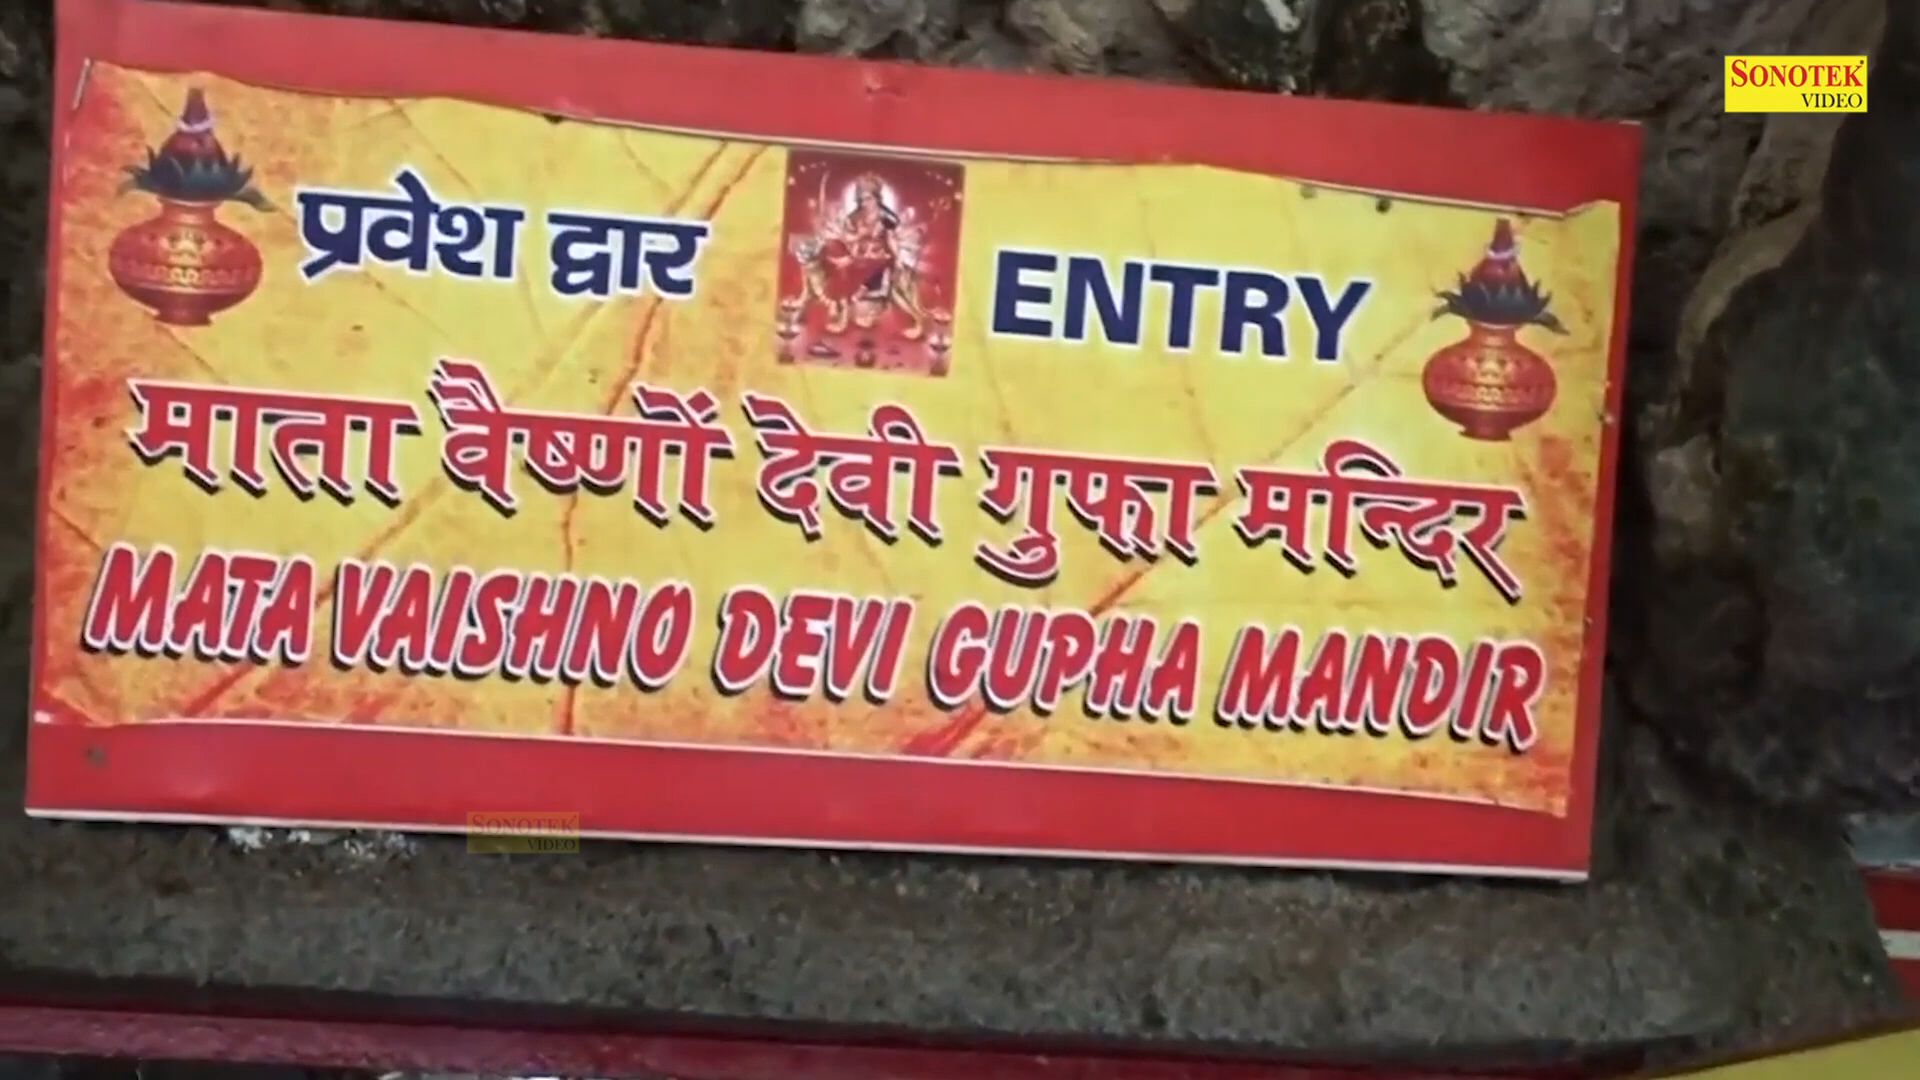 SONOTEK
VIDEO
प्रवेश द्वार ENTRY
माता वैष्णों देवी गुफा मन्दिर
MATA VAISHNO DEVI GUPHA MANDIR
SONOTEK
VIDEO